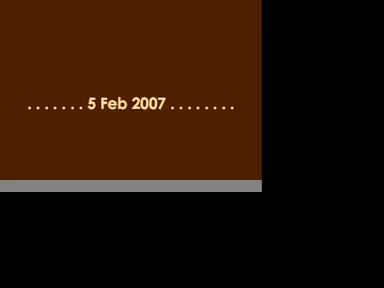 . . . . . . . 5 Feb 2007 . . . . . . . .